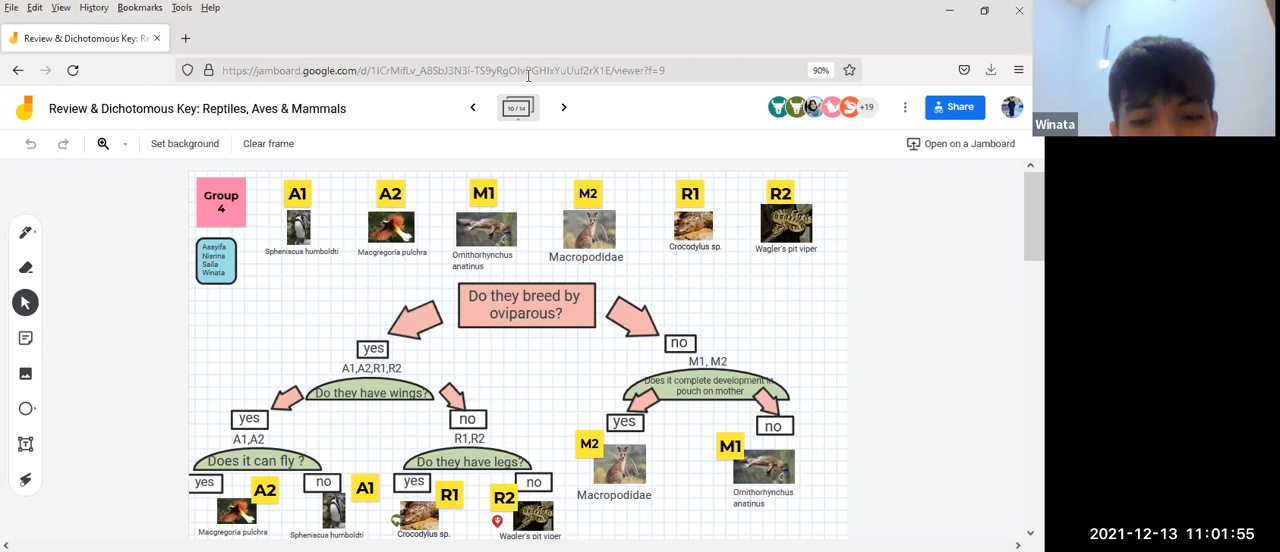 File Edit View History Bookmarks Tools Help
Review & Dichotomous Key: Re
90%
Review & Dichotomous Key: Reptiles, Aves & Mammals
10 / 14
+19
Share
Set background
Clear frame
Open on a Jamboard
Winata
Group
4
A1
A2
M1
M2
R1
R2
Asayifa
Niarina
Saila
Winata
Spheniscus humboldti
Macgregoria pulchra
Ornithorhynchus
anatinus
Macropodidae
Crocodylus sp.
Wagler's pit viper
Do they breed by
oviparous?
yes
no
A1,A2,R1,R2
M1, M2
Do they have wings?
Does it complete development in
pouch on mother
yes
no
yes
no
A1,A2
R1,R2
M2
M1
Does it can fly ?
Do they have legs?
Macropodidae
Ornithorhynchus
anatinus
yes
no
yes
no
A2
A1
R1
R2
Macgregoria pulchra
Spheniscus humboldti
Crocodylus sp.
Wagler's pit viper
2021-12-13 11:01:55